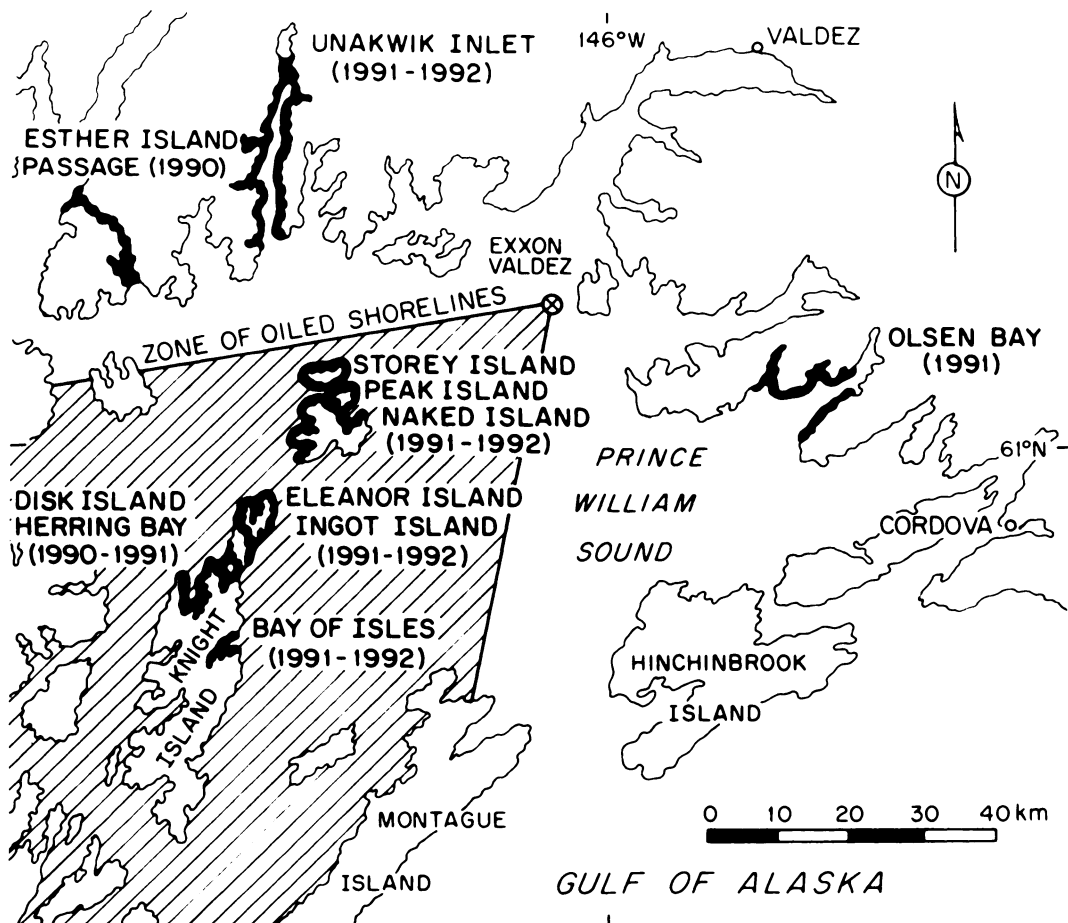 146°W
VALDEZ
UNAKWIK INLET
(1991-1992)
ESTHER ISLAND
PASSAGE (1990)
N
EXXON
VALDEZ
ZONE OF OILED SHORELINES
OLSEN BAY
(1991)
STOREY ISLAND
PEAK ISLAND
NAKED ISLAND
(1991-1992)
PRINCE
WILLIAM
SOUND
61°N
CORDOVA
DISK ISLAND
HERRING BAY
(1990-1991)
ELEANOR ISLAND
INGOT ISLAND
(1991-1992)
BAY OF ISLES
(1991-1992)
KNIGHT
ISLAND
HINCHINBROOK
ISLAND
MONTAGUE
ISLAND
0 10 20 30 40 km
GULF OF ALASKA